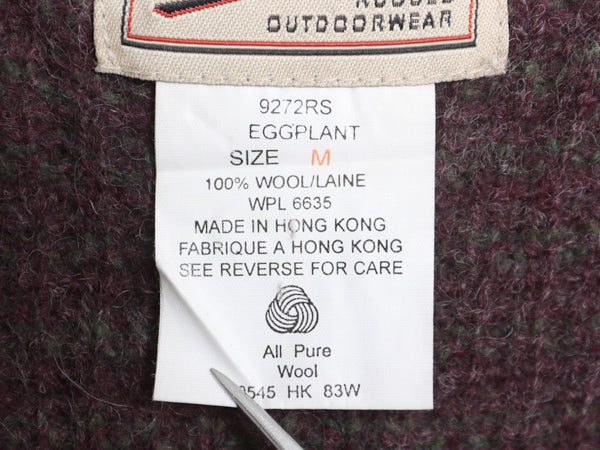 OUTDOORWEAR
9272RS
EGGPLANT
SIZE M
100% WOOL/LAINE
WPL 6635
MADE IN HONG KONG
FABRIQUE A HONG KONG
SEE REVERSE FOR CARE
All Pure
Wool
HK 83W